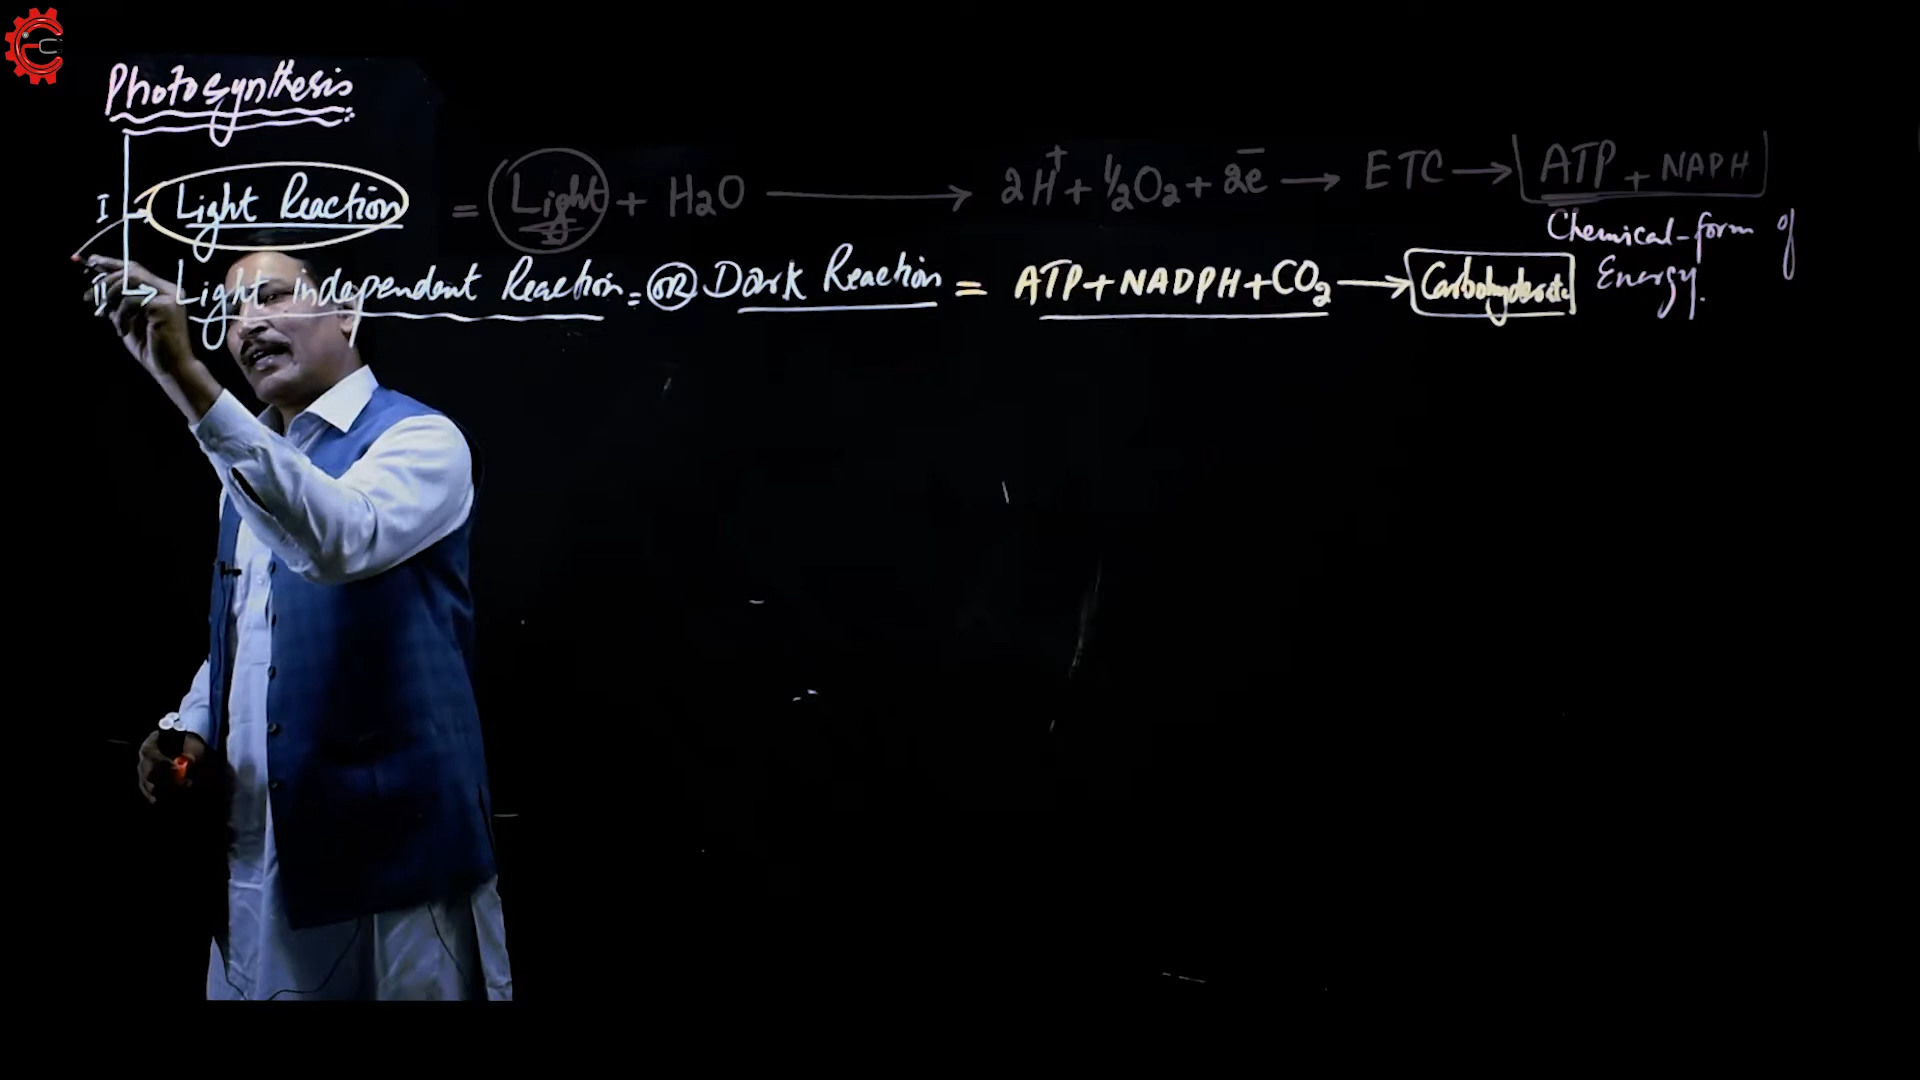 Photosynthesis
I → Light Reaction = Light + H2O → 2H⁺ + 1/2O₂ + 2e⁻ → ETC → ATP + NAPH
Chemical-form of Energy.
II → Light independent Reaction = OR Dark Reaction = ATP+NADPH+CO₂ → Carbohyderate